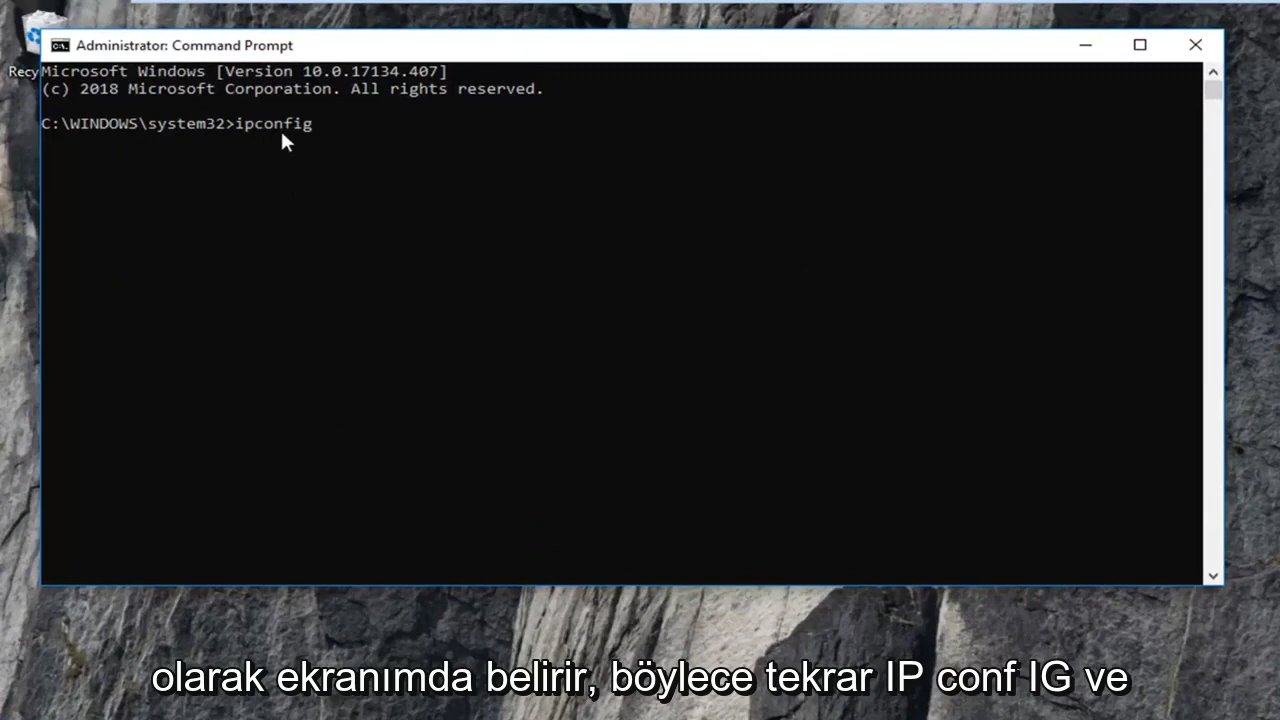 Administrator: Command Prompt
Recy
Microsoft Windows [Version 10.0.17134.407]
(c) 2018 Microsoft Corporation. All rights reserved.
C:\WINDOWS\system32>ipconfig
olarak ekranımda belirir, böylece tekrar IP conf IG ve